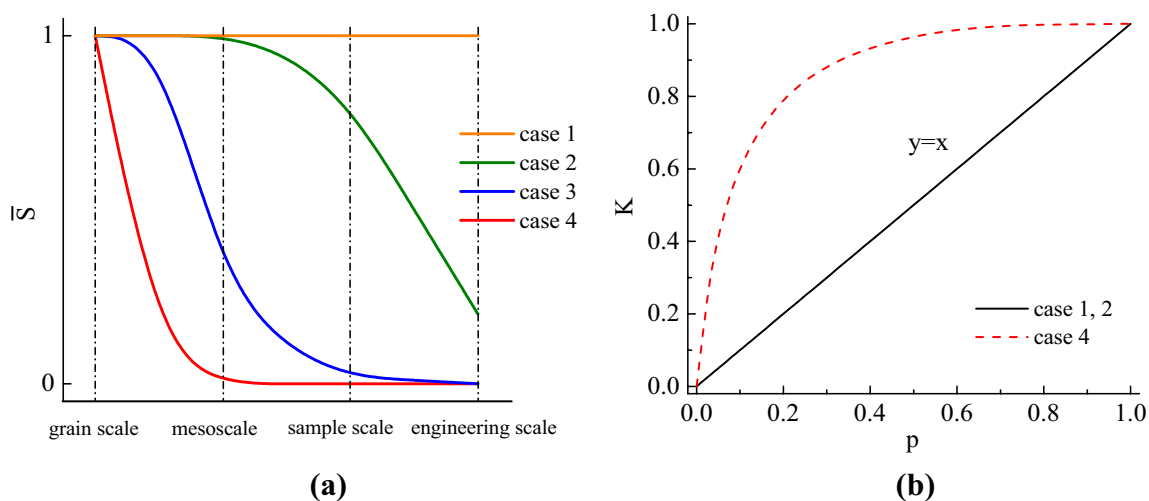 1
0
S̅
case 1
case 2
case 3
case 4
grain scale
mesoscale
sample scale
engineering scale
(a)
1.0
0.8
0.6
0.4
0.2
0.0
K
y=x
case 1, 2
case 4
0.0
0.2
0.4
0.6
0.8
1.0
p
(b)